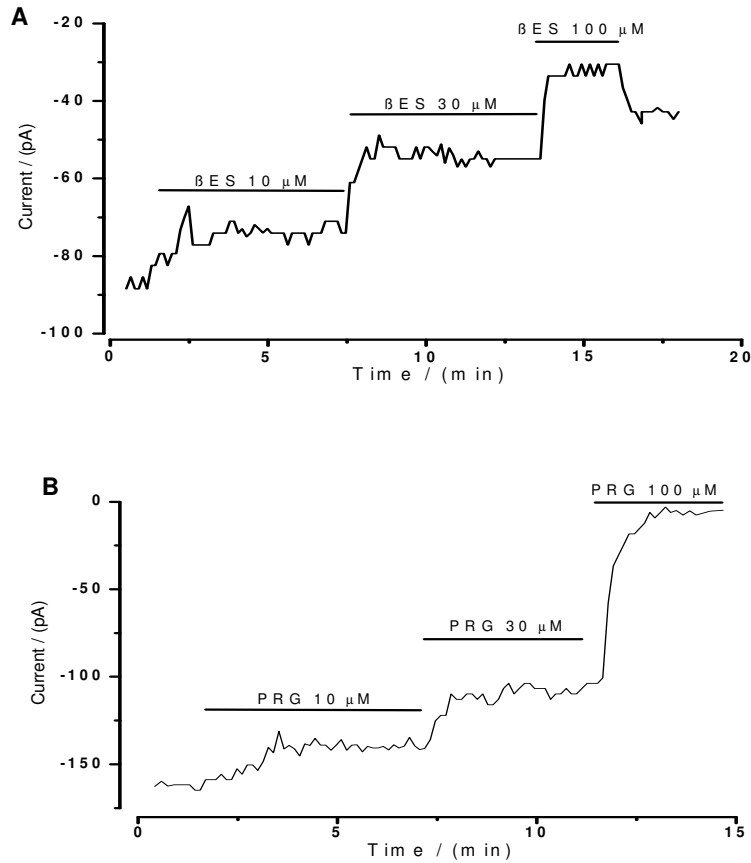 A
-20
ßES 100 μM
-40
ßES 30 μM
-60
ßES 10 μM
-80
-100
Current / (pA)
0 5 10 15 20
Time / (min)
B
0
PRG 100 μM
-50
PRG 30 μM
-100
PRG 10 μM
-150
Current / (pA)
0 5 10 15
Time / (min)